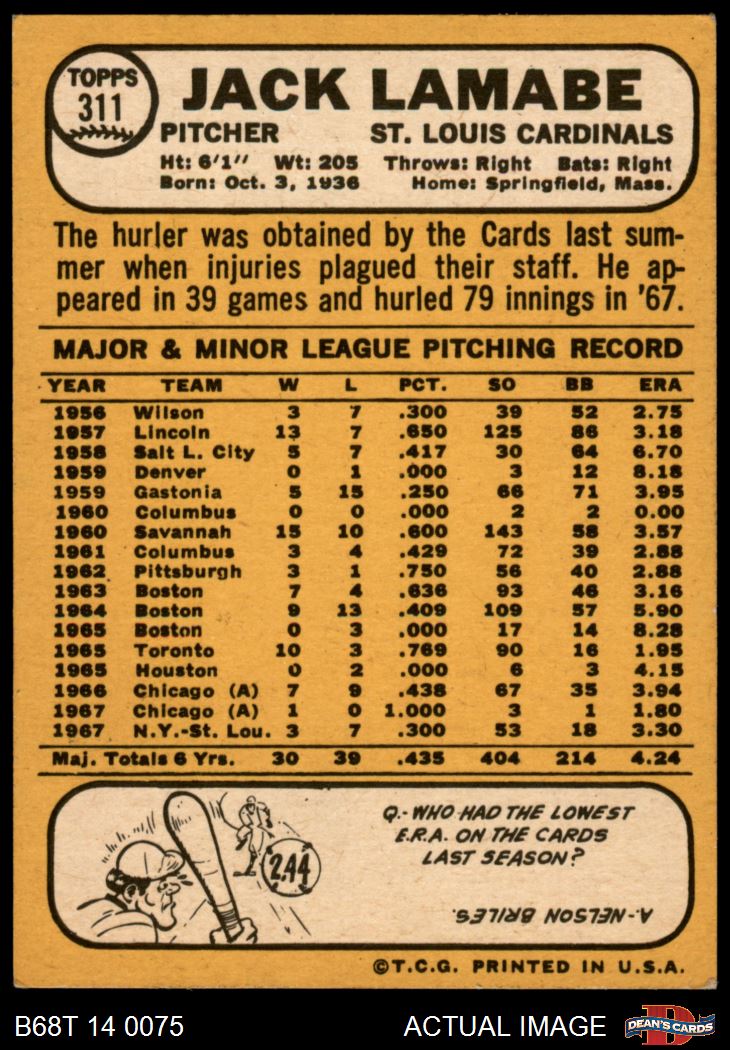 TOPPS
311
JACK LAMABE
PITCHER ST. LOUIS CARDINALS
Ht: 6'1" Wt: 205 Throws: Right Bats: Right
Born: Oct. 3, 1936 Home: Springfield, Mass.
The hurler was obtained by the Cards last sum-
mer when injuries plagued their staff. He ap-
peared in 39 games and hurled 79 innings in '67.
MAJOR & MINOR LEAGUE PITCHING RECORD
YEAR TEAM W L PCT. SO BB ERA
1956 Wilson 3 7 .300 39 52 2.75
1957 Lincoln 13 7 .650 125 86 3.18
1958 Salt L. City 5 7 .417 30 64 6.70
1959 Denver 0 1 .000 3 12 8.18
1959 Gastonia 5 15 .250 66 71 3.95
1960 Columbus 0 0 .000 2 2 0.00
1960 Savannah 15 10 .600 143 58 3.57
1961 Columbus 3 4 .429 72 39 2.88
1962 Pittsburgh 3 1 .750 56 40 2.88
1963 Boston 7 4 .636 93 46 3.16
1964 Boston 9 13 .409 109 57 5.90
1965 Boston 0 3 .000 17 14 8.28
1965 Toronto 10 3 .769 90 16 1.95
1965 Houston 0 2 .000 6 3 4.15
1966 Chicago (A) 7 9 .438 67 35 3.94
1967 Chicago (A) 1 0 1.000 3 1 1.80
1967 N.Y.-St. Lou. 3 7 .300 53 18 3.30
Maj. Totals 6 Yrs. 30 39 .435 404 214 4.24
Q.- WHO HAD THE LOWEST
E.R.A. ON THE CARDS
LAST SEASON?
2.44
A.-NELSON BRILES.
©T.C.G. PRINTED IN U.S.A.
B68T 14 0075 ACTUAL IMAGE
D
DEAN'S CARDS